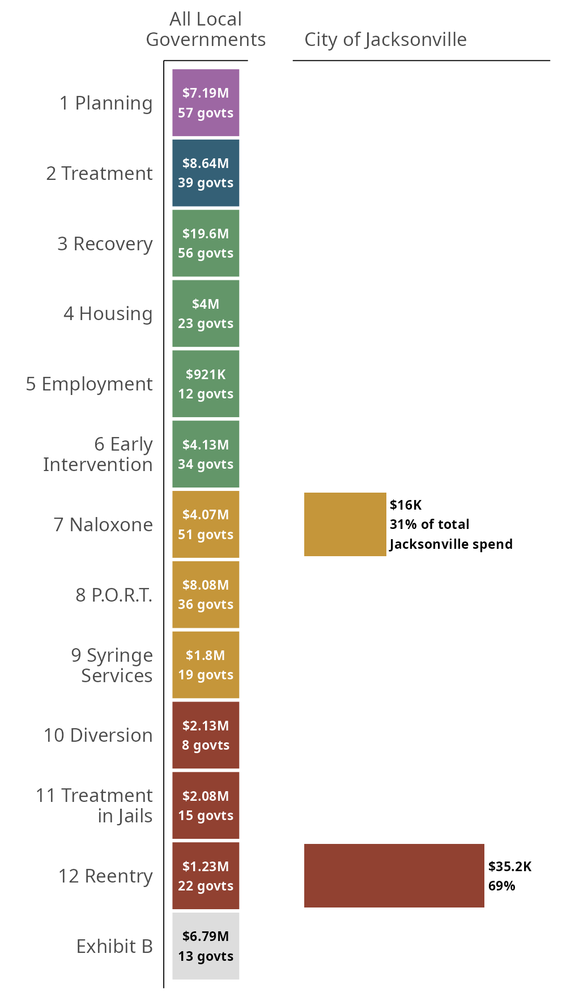 All Local
Governments
City of Jacksonville
1 Planning
$7.19M
57 govts
2 Treatment
$8.64M
39 govts
3 Recovery
$19.6M
56 govts
4 Housing
$4M
23 govts
5 Employment
$921K
12 govts
6 Early
Intervention
$4.13M
34 govts
7 Naloxone
$4.07M
51 govts
$16K
31% of total
Jacksonville spend
8 P.O.R.T.
$8.08M
36 govts
9 Syringe
Services
$1.8M
19 govts
10 Diversion
$2.13M
8 govts
11 Treatment
in Jails
$2.08M
15 govts
12 Reentry
$1.23M
22 govts
$35.2K
69%
Exhibit B
$6.79M
13 govts